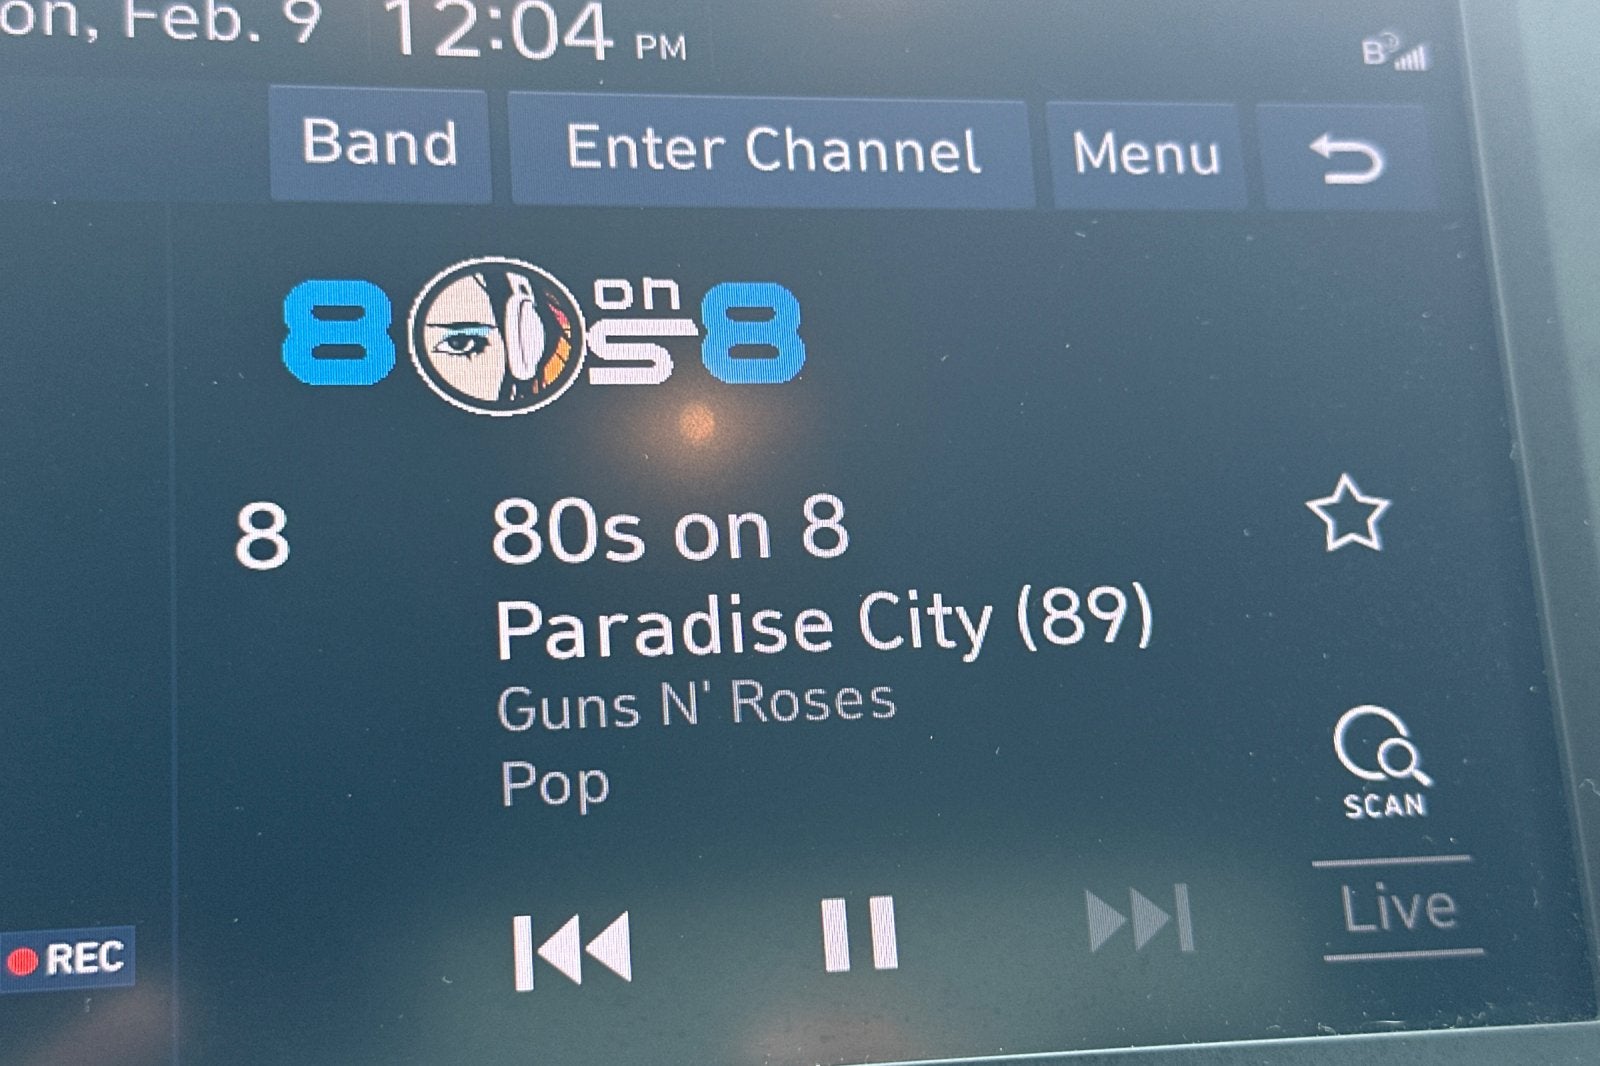 on, Feb. 9 12:04 PM
B
Band Enter Channel Menu
80s on 8
8 80s on 8
Paradise City (89)
Guns N' Roses
Pop
SCAN
Live
REC